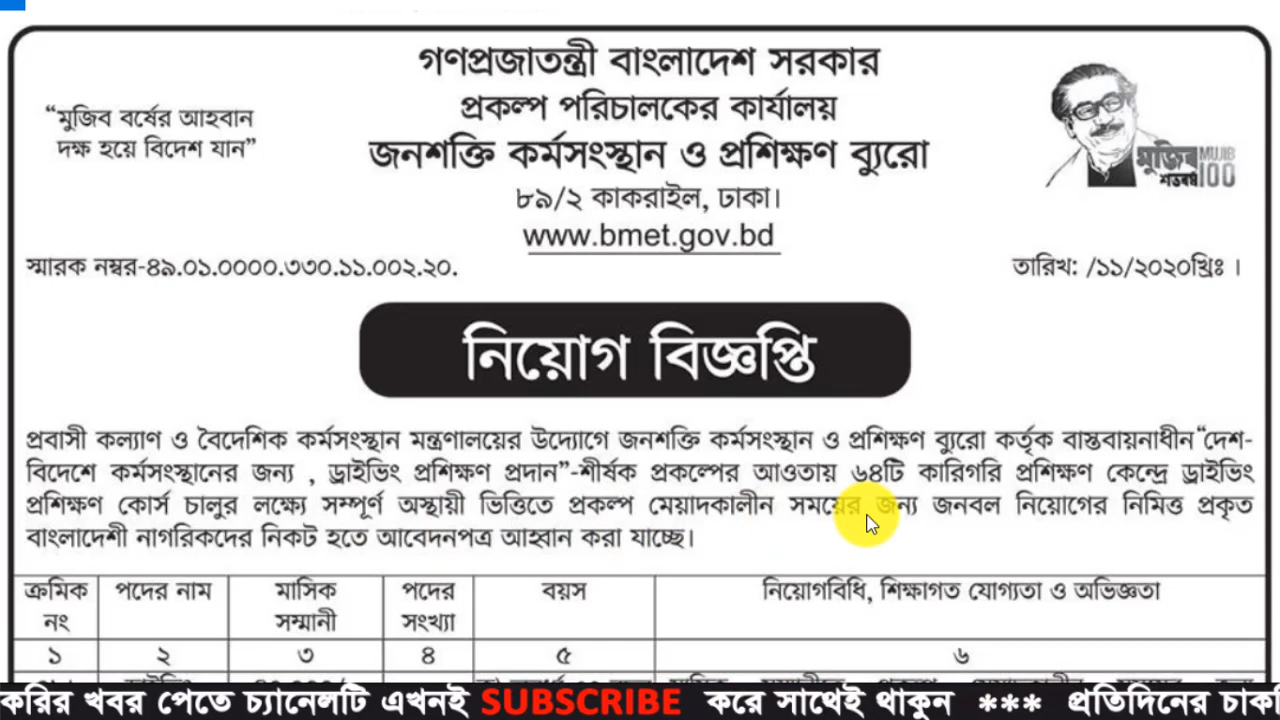 গণপ্রজাতন্ত্রী বাংলাদেশ সরকার
প্রকল্প পরিচালকের কার্যালয়
জনশক্তি কর্মসংস্থান ও প্রশিক্ষণ ব্যুরো
৮৯/২ কাকরাইল, ঢাকা।
www.bmet.gov.bd
“মুজিব বর্ষের আহবান
দক্ষ হয়ে বিদেশ যান”
মুজিব MUJIB
শতবর্ষ 100
স্মারক নম্বর-৪৯.০১.০০০০.৩৩০.১১.০০২.২০.
তারিখ: /১১/২০২০খ্রিঃ।
নিয়োগ বিজ্ঞপ্তি
প্রবাসী কল্যাণ ও বৈদেশিক কর্মসংস্থান মন্ত্রণালয়ের উদ্যোগে জনশক্তি কর্মসংস্থান ও প্রশিক্ষণ ব্যুরো কর্তৃক বাস্তবায়নাধীন “দেশ-
বিদেশে কর্মসংস্থানের জন্য , ড্রাইভিং প্রশিক্ষণ প্রদান”-শীর্ষক প্রকল্পের আওতায় ৬৪টি কারিগরি প্রশিক্ষণ কেন্দ্রে ড্রাইভিং
প্রশিক্ষণ কোর্স চালুর লক্ষ্যে সম্পূর্ণ অস্থায়ী ভিত্তিতে প্রকল্প মেয়াদকালীন সময়ের জন্য জনবল নিয়োগের নিমিত্ত প্রকৃত
বাংলাদেশী নাগরিকদের নিকট হতে আবেদনপত্র আহ্বান করা যাচ্ছে।
ক্রমিক নং
পদের নাম
মাসিক সম্মানী
পদের সংখ্যা
বয়স
নিয়োগবিধি, শিক্ষাগত যোগ্যতা ও অভিজ্ঞতা
১ ২ ৩ ৪ ৫ ৬
করির খবর পেতে চ্যানেলটি এখনই SUBSCRIBE করে সাথেই থাকুন *** প্রতিদিনের চাক